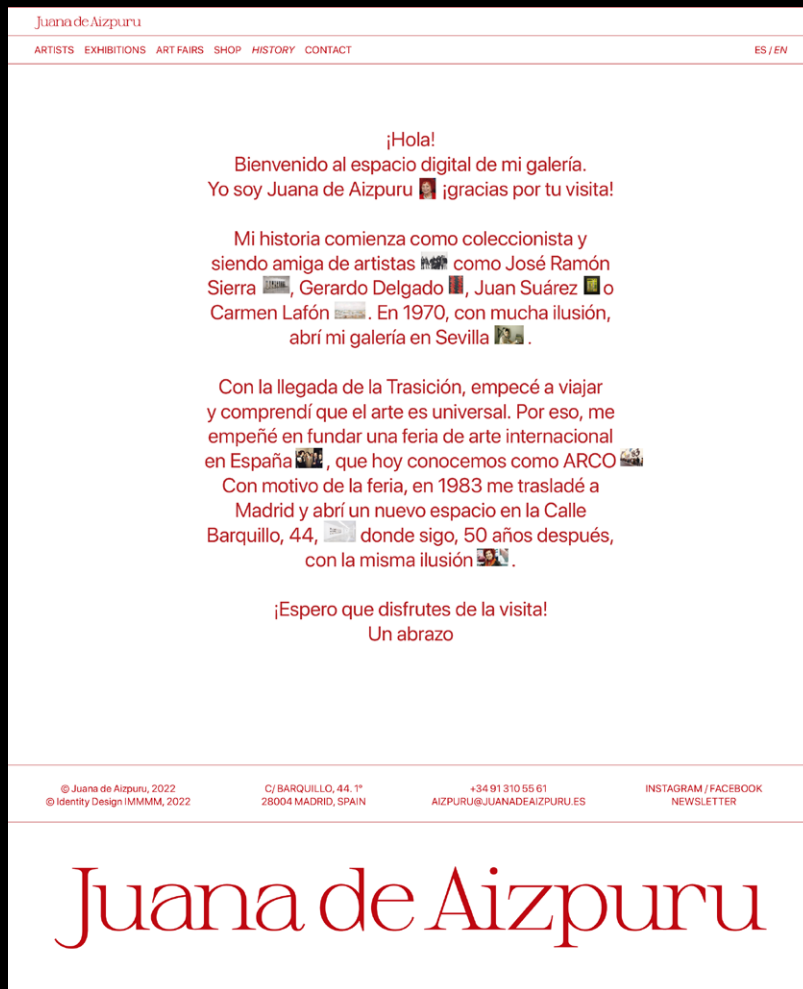 Juana de Aizpuru
ARTISTS EXHIBITIONS ART FAIRS SHOP HISTORY CONTACT ES / EN
¡Hola!
Bienvenido al espacio digital de mi galería.
Yo soy Juana de Aizpuru ¡gracias por tu visita!
Mi historia comienza como coleccionista y
siendo amiga de artistas como José Ramón
Sierra , Gerardo Delgado , Juan Suárez o
Carmen Lafón . En 1970, con mucha ilusión,
abrí mi galería en Sevilla .
Con la llegada de la Trasición, empecé a viajar
y comprendí que el arte es universal. Por eso, me
empeñé en fundar una feria de arte internacional
en España , que hoy conocemos como ARCO
Con motivo de la feria, en 1983 me trasladé a
Madrid y abrí un nuevo espacio en la Calle
Barquillo, 44, donde sigo, 50 años después,
con la misma ilusión .
¡Espero que disfrutes de la visita!
Un abrazo
© Juana de Aizpuru, 2022
© Identity Design IMMMM, 2022
C/ BARQUILLO, 44. 1°
28004 MADRID, SPAIN
+34 91 310 55 61
AIZPURU@JUANADEAIZPURU.ES
INSTAGRAM / FACEBOOK
NEWSLETTER
Juana de Aizpuru